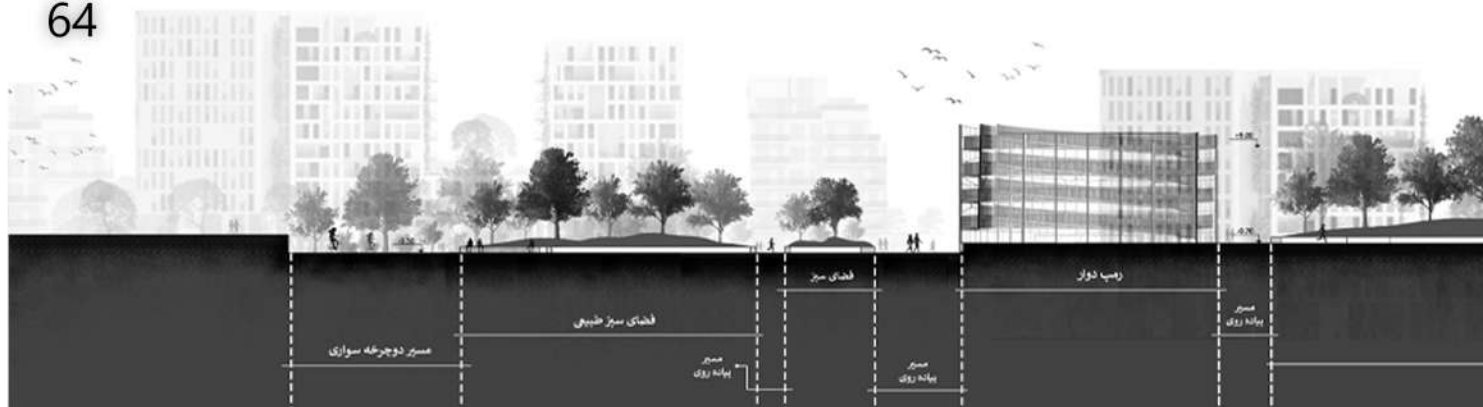 64
فضای سبز
رمپ دوار
مسیر
پیاده روی
فضای سبز طبیعی
مسیر دوچرخه سواری
مسیر
پیاده روی
مسیر
پیاده روی